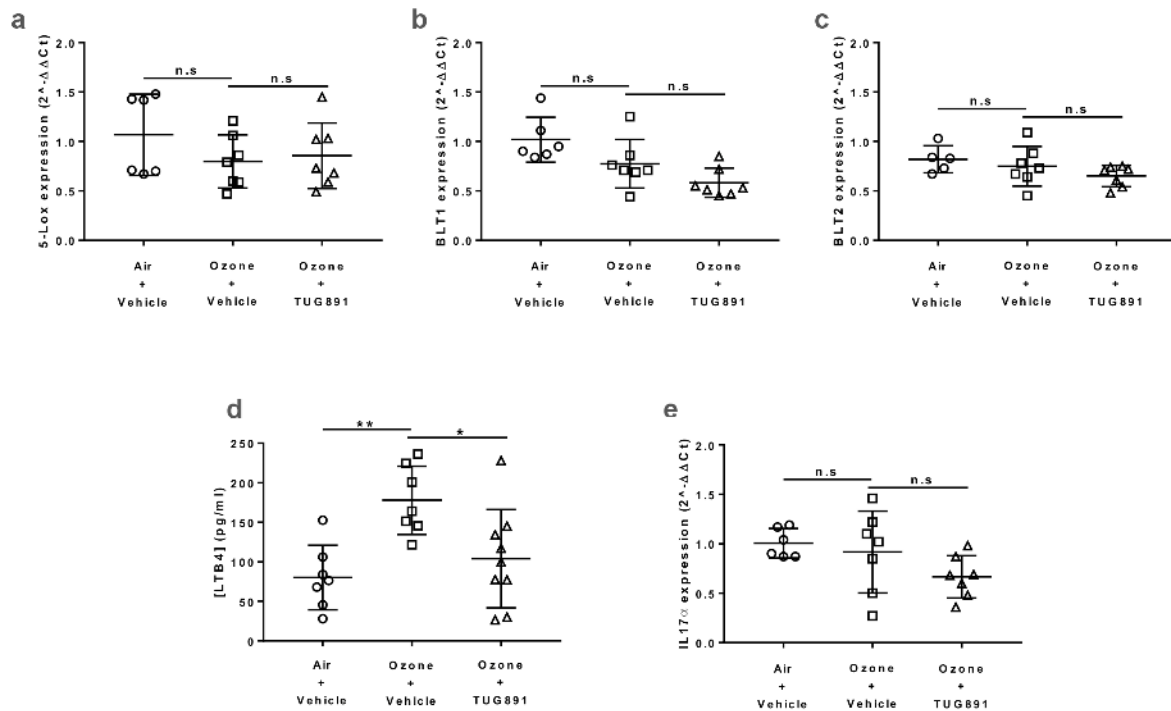 a
5-Lox expression (2^-ΔΔCt)
2.0
1.5
1.0
0.5
0.0
n.s
n.s
Air
+
Vehicle
Ozone
+
Vehicle
Ozone
+
TUG891
b
BLT1 expression (2^-ΔΔCt)
2.0
1.5
1.0
0.5
0.0
n.s
n.s
Air
+
Vehicle
Ozone
+
Vehicle
Ozone
+
TUG891
c
BLT2 expression (2^-ΔΔCt)
2.0
1.5
1.0
0.5
0.0
n.s
n.s
Air
+
Vehicle
Ozone
+
Vehicle
Ozone
+
TUG891
d
[LTB4] (pg/ml)
250
200
150
100
50
0
**
*
Air
+
Vehicle
Ozone
+
Vehicle
Ozone
+
TUG891
e
IL17α expression (2^-ΔΔCt)
2.0
1.5
1.0
0.5
0.0
n.s
n.s
Air
+
Vehicle
Ozone
+
Vehicle
Ozone
+
TUG891